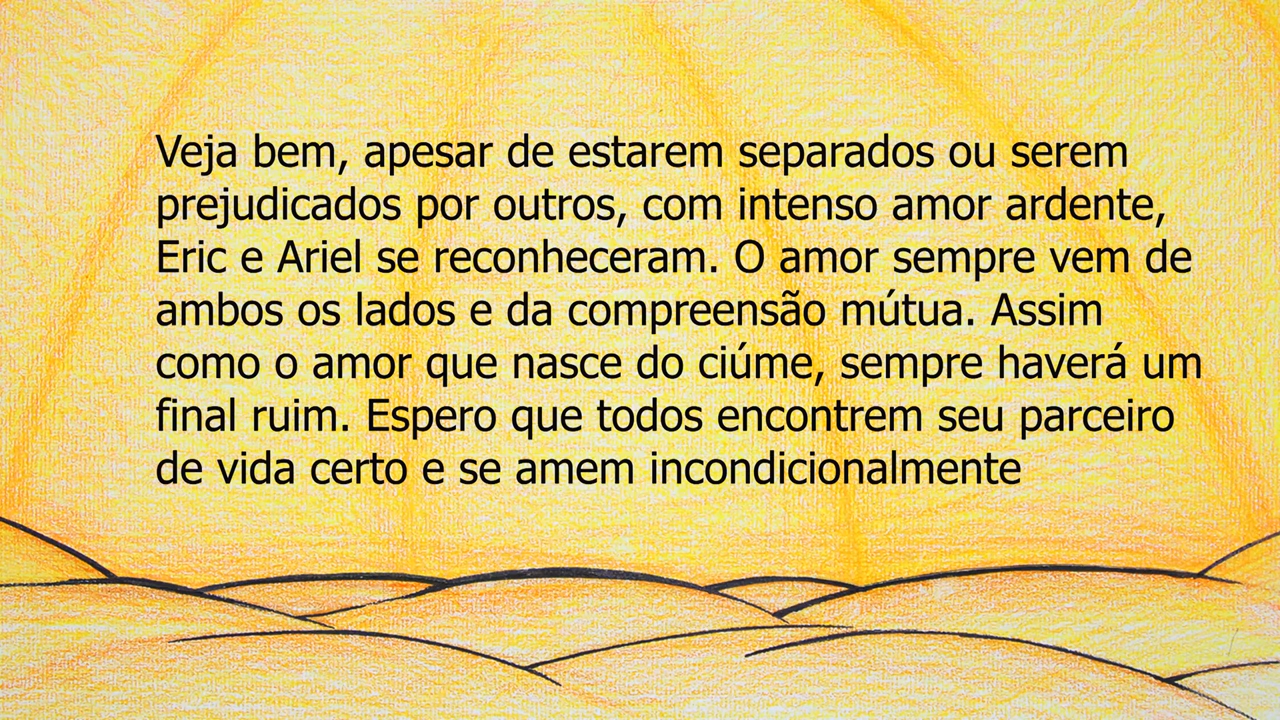 Veja bem, apesar de estarem separados ou serem
prejudicados por outros, com intenso amor ardente,
Eric e Ariel se reconheceram. O amor sempre vem de
ambos os lados e da compreensão mútua. Assim
como o amor que nasce do ciúme, sempre haverá um
final ruim. Espero que todos encontrem seu parceiro
de vida certo e se amem incondicionalmente